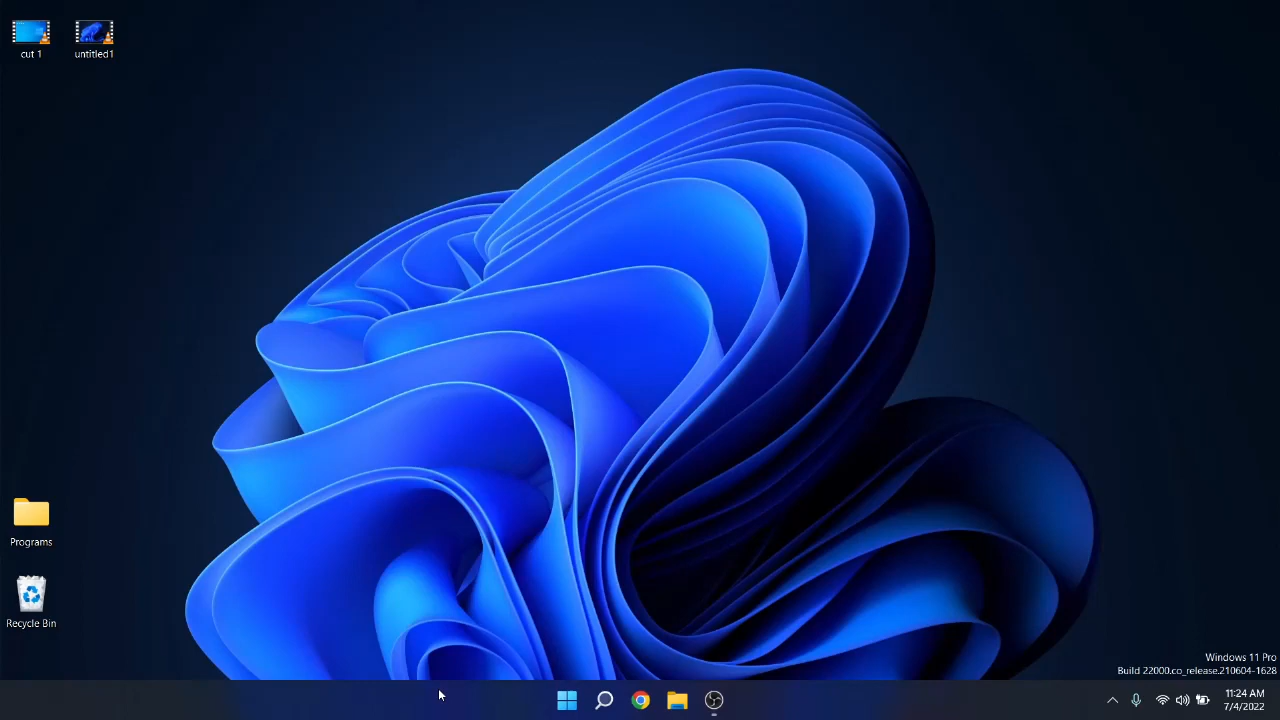 cut 1
untitled1
Programs
Recycle Bin
Windows 11 Pro
Build 22000.co_release.210604-1628
11:24 AM
7/4/2022